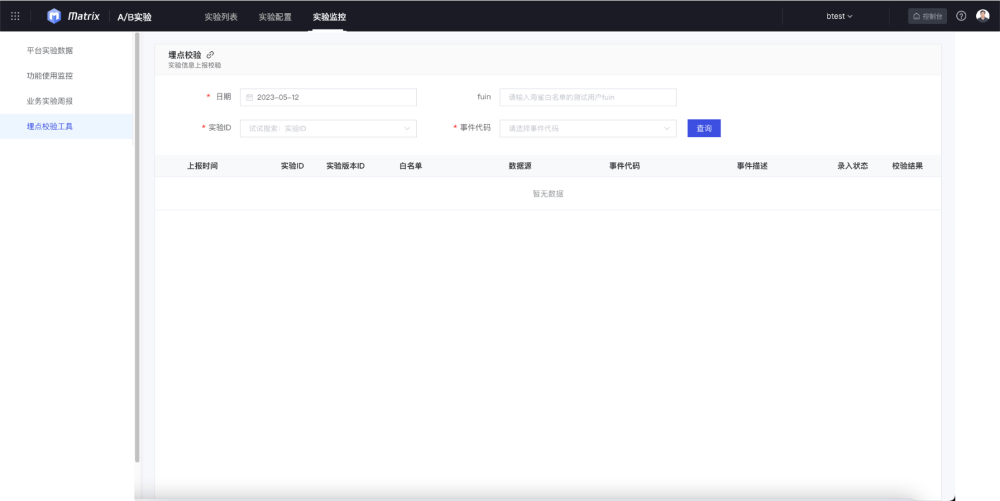 Matrix A/B实验 实验列表 实验配置 实验监控 btest 控制台
平台实验数据
功能使用监控
业务实验周报
埋点校验工具
埋点校验
实验信息上报校验
* 日期 2023-05-12 fuin 请输入海雀白名单的测试用户fuin
* 实验ID 试试搜索：实验ID * 事件代码 请选择事件代码 查询
上报时间 实验ID 实验版本ID 白名单 数据源 事件代码 事件描述 录入状态 校验结果
暂无数据